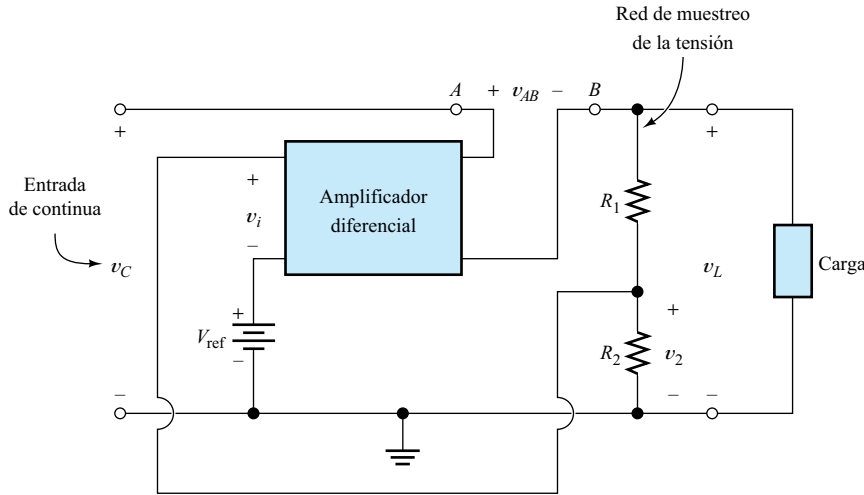 Red de muestreo
de la tensión
A
+ v_AB −
B
+
+
Entrada
de continua
+
v_i
−
Amplificador
diferencial
R_1
v_C
v_L
Carga
+
V_ref
−
+
R_2
v_2
−
−
−